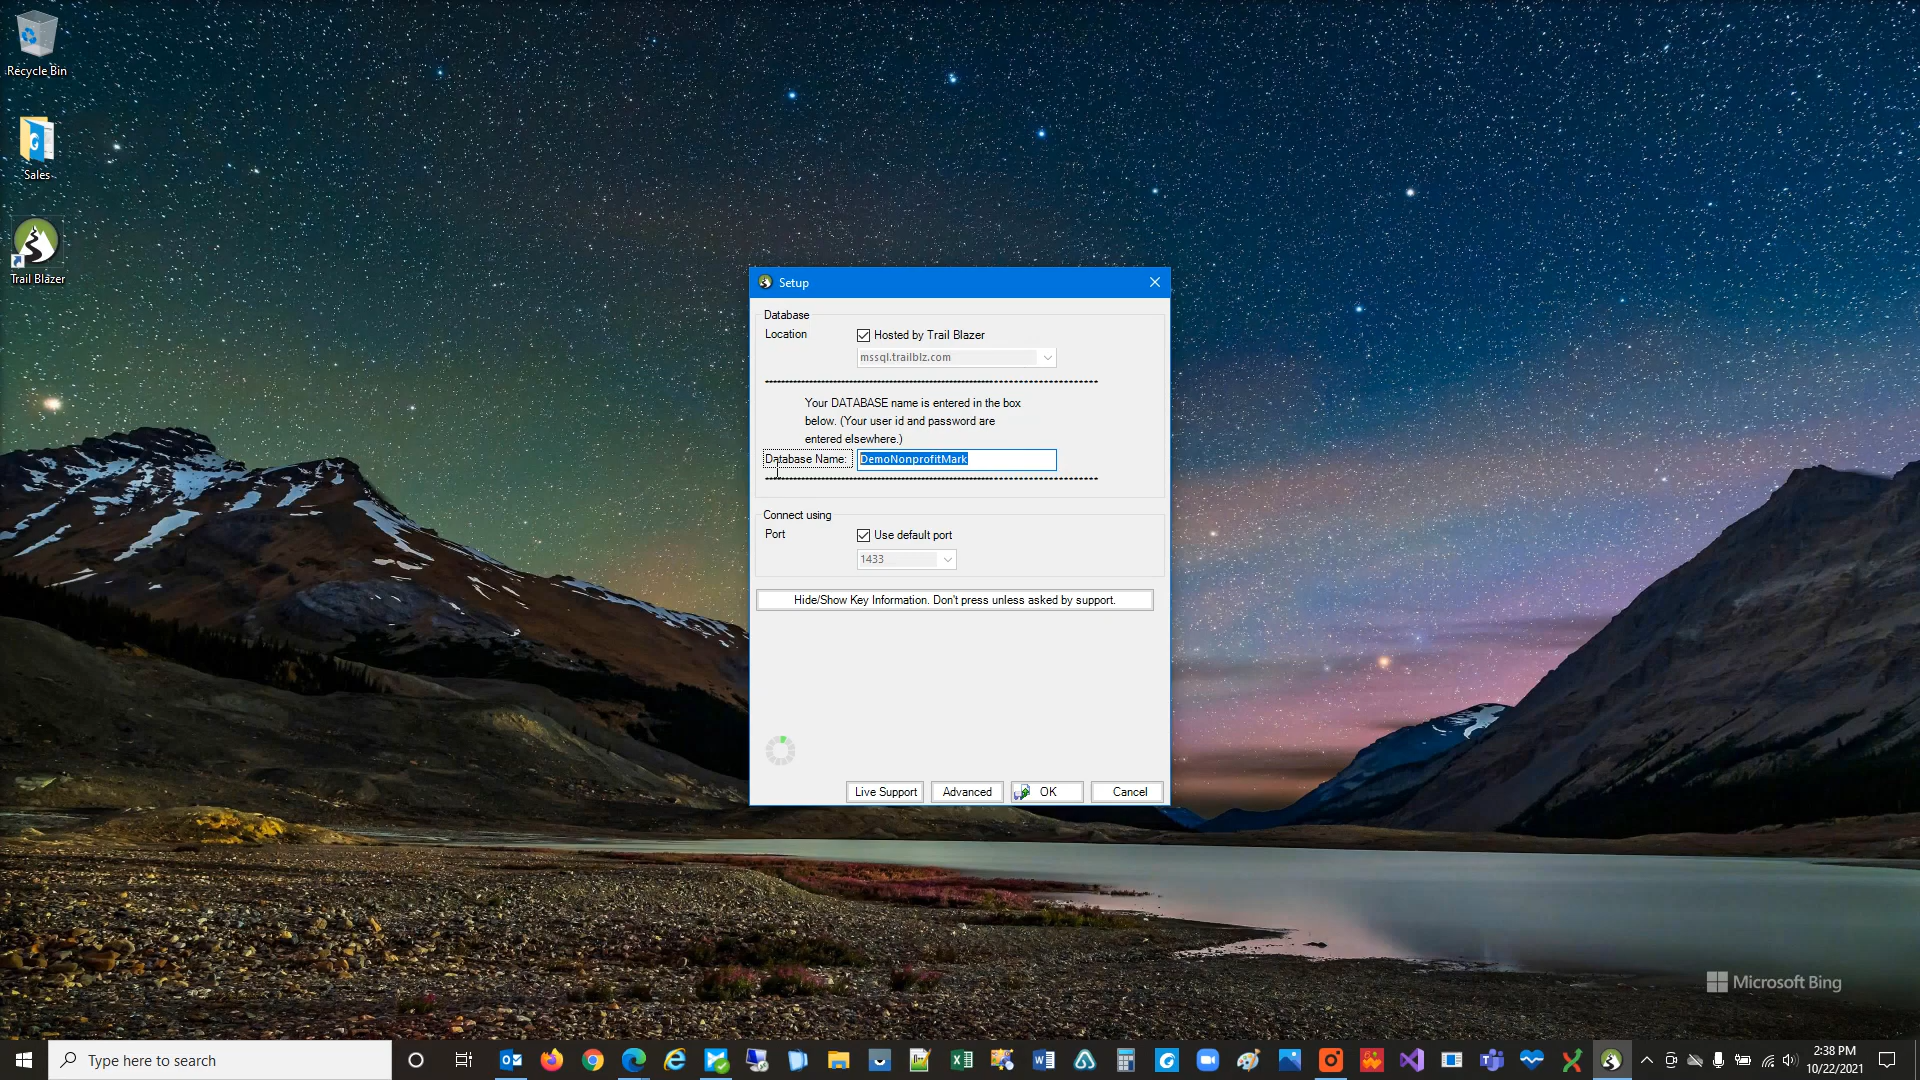 Recycle Bin
Sales
Trail Blazer
Setup
Database
Location
Hosted by Trail Blazer
mssql.trailblz.com
Your DATABASE name is entered in the box
below. (Your user id and password are
entered elsewhere.)
Database Name:
DemoNonprofitMark
Connect using
Port
Use default port
1433
Hide/Show Key Information. Don't press unless asked by support.
Live Support
Advanced
OK
Cancel
Microsoft Bing
Type here to search
2:38 PM
10/22/2021